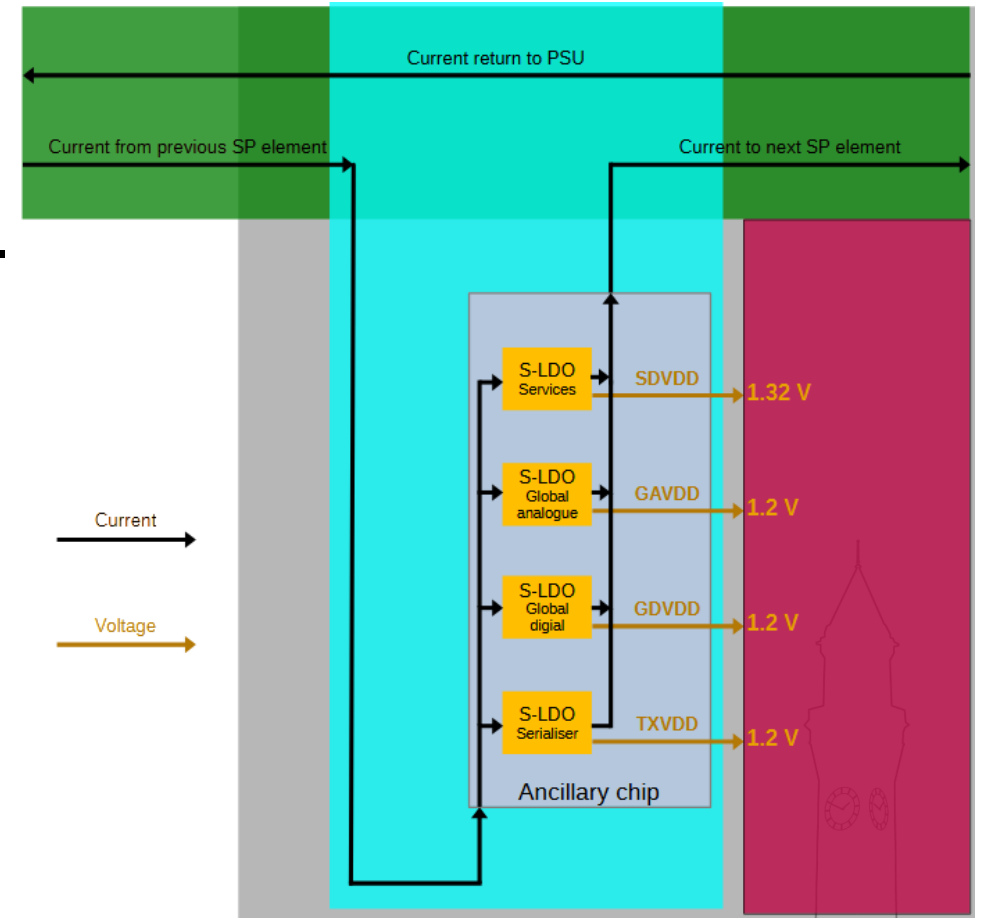 Current return to PSU
Current from previous SP element
Current to next SP element
S-LDO
Services
SDVDD
1.32 V
S-LDO
Global
analogue
GAVDD
1.2 V
Current
S-LDO
Global
digial
GDVDD
1.2 V
Voltage
S-LDO
Serialiser
TXVDD
1.2 V
Ancillary chip